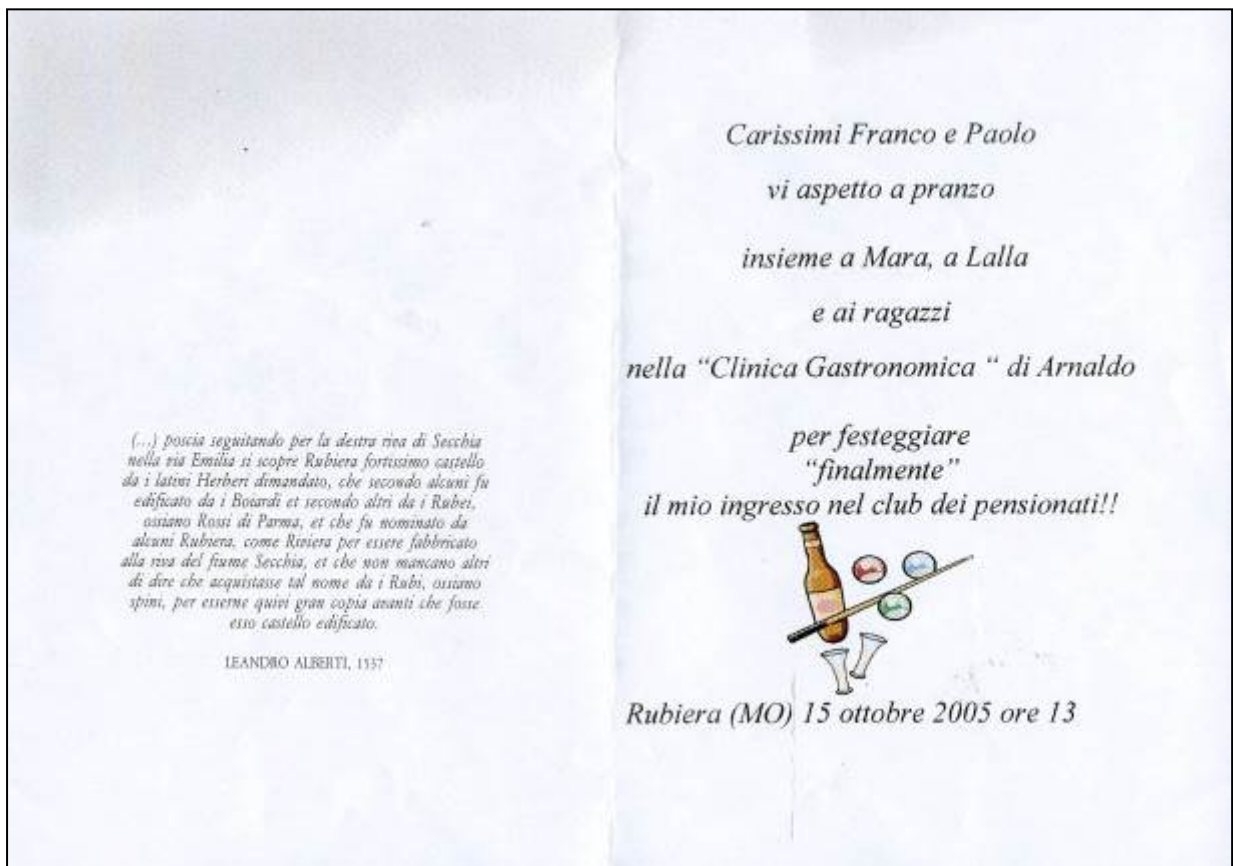 (...) poscia seguitando per la destra riva di Secchia
nella via Emilia si scopre Rubiera fortissimo castello
da i latini Herberi dimandato, che secondo alcuni fu
edificato da i Boiardi et secondo altri da i Rubei,
ossiano Rossi di Parma, et che fu nominato da
alcuni Rubiera, come Riviera per essere fabbricato
alla riva del fiume Secchia, et che non mancano altri
di dire che acquistasse tal nome da i Rubi, ossiano
spini, per esserne quivi gran copia avanti che fosse
esso castello edificato.
LEANDRO ALBERTI, 1537
Carissimi Franco e Paolo
vi aspetto a pranzo
insieme a Mara, a Lalla
e ai ragazzi
nella “Clinica Gastronomica “ di Arnaldo
per festeggiare
“finalmente”
il mio ingresso nel club dei pensionati!!
Rubiera (MO) 15 ottobre 2005 ore 13